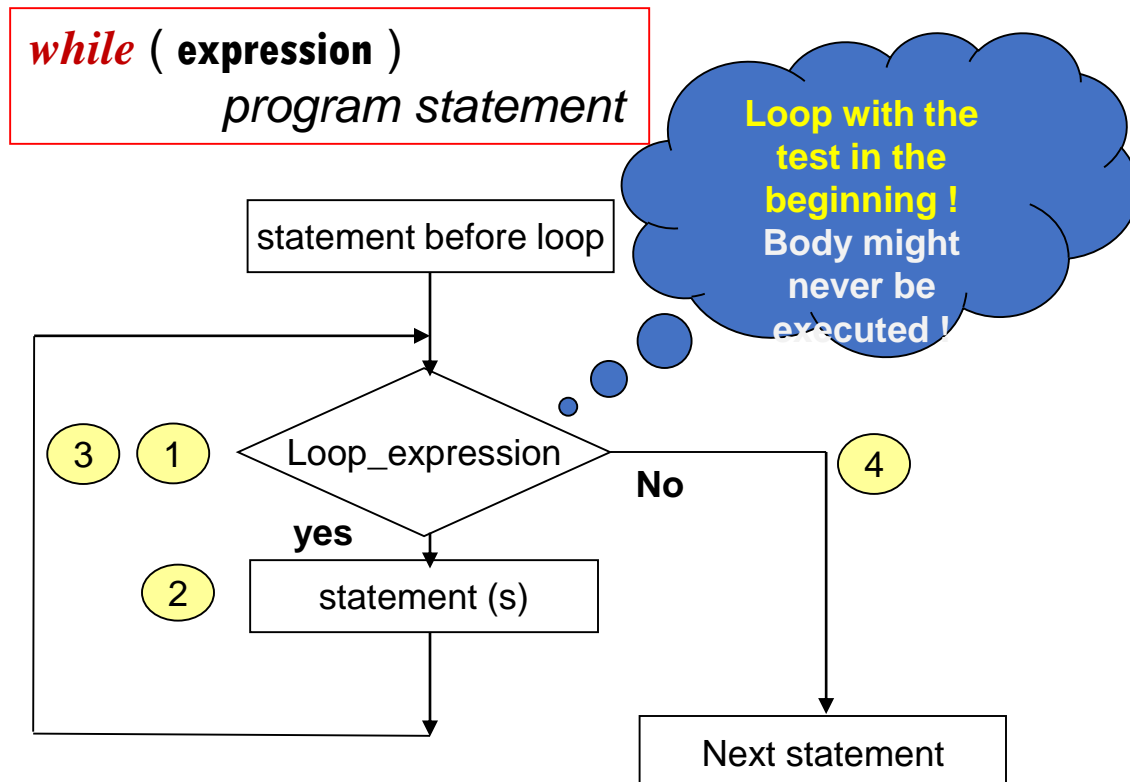 while ( expression )
program statement
Loop with the
test in the
beginning !
Body might
never be
executed !
statement before loop
3
1
Loop_expression
4
No
yes
2
statement (s)
Next statement